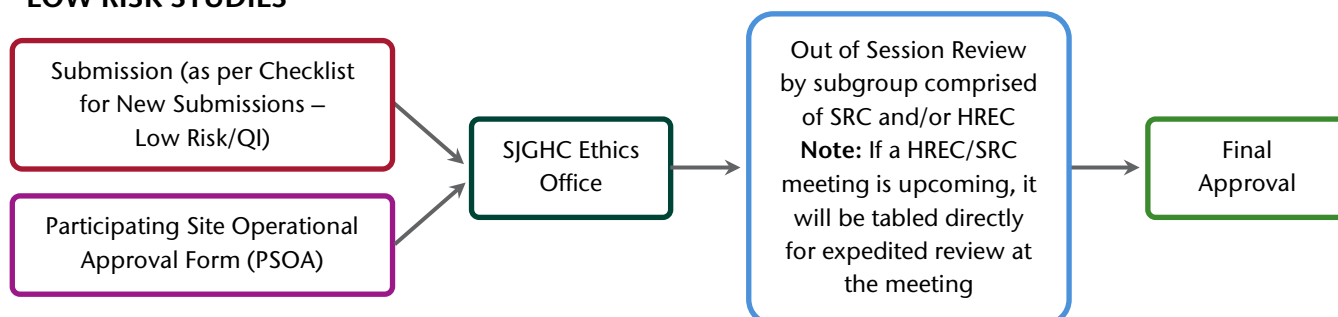 LOW RISK STUDIES
Submission (as per Checklist
for New Submissions –
Low Risk/QI)
Participating Site Operational
Approval Form (PSOA)
SJGHC Ethics
Office
Out of Session Review
by subgroup comprised
of SRC and/or HREC
Note: If a HREC/SRC
meeting is upcoming, it
will be tabled directly
for expedited review at
the meeting
Final
Approval